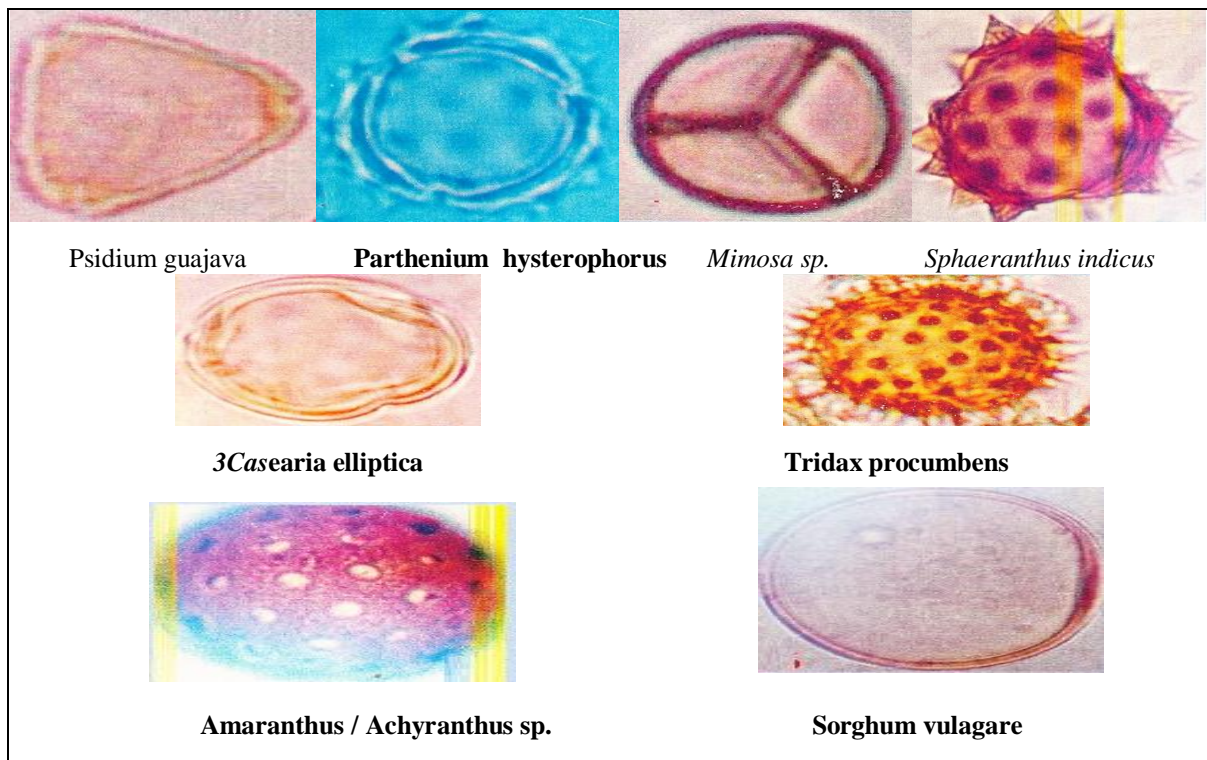 Psidium guajava Parthenium hysterophorus Mimosa sp. Sphaeranthus indicus
3Casearia elliptica Tridax procumbens
Amaranthus / Achyranthus sp. Sorghum vulagare